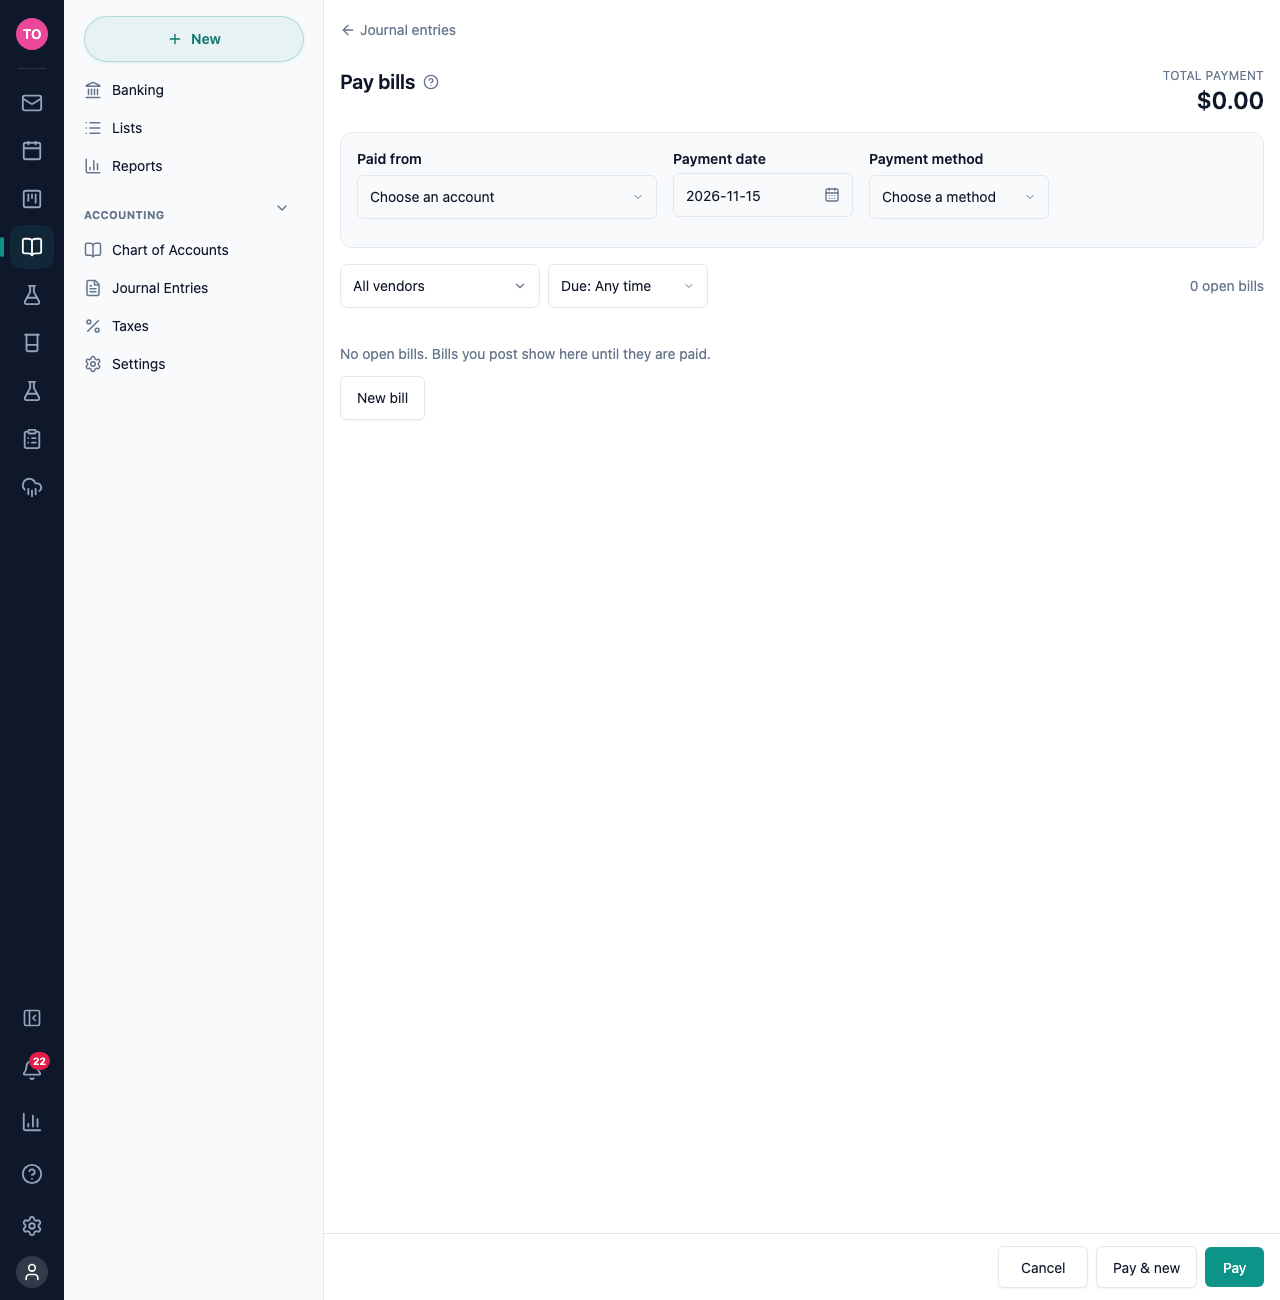 TO
New
Banking
Lists
Reports
ACCOUNTING
Chart of Accounts
Journal Entries
Taxes
Settings
22
Journal entries
Pay bills
TOTAL PAYMENT
$0.00
Paid from
Payment date
Payment method
Choose an account
2026-11-15
Choose a method
All vendors
Due: Any time
0 open bills
No open bills. Bills you post show here until they are paid.
New bill
Cancel
Pay & new
Pay